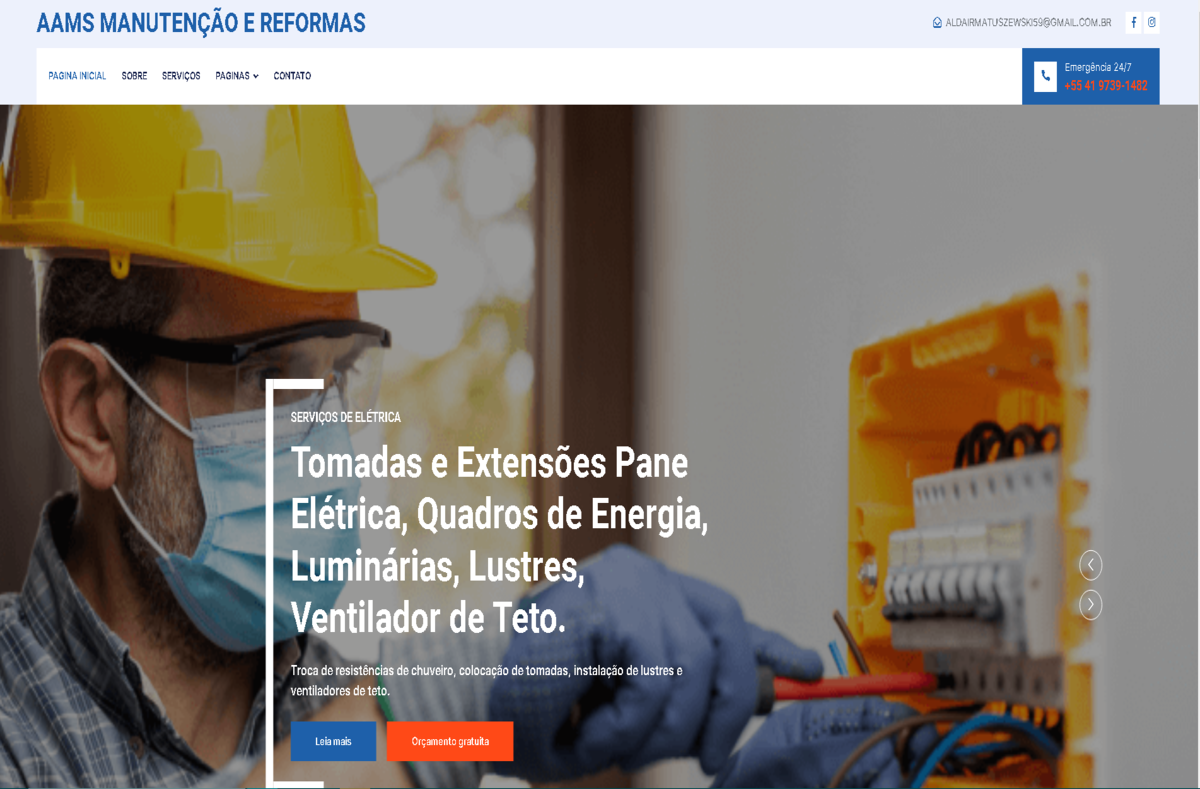 AAMS MANUTENÇÃO E REFORMAS
ALDAIRMATUSZEWSKI59@GMAIL.COM.BR
PAGINA INICIAL SOBRE SERVIÇOS PAGINAS CONTATO
Emergência 24/7
+55 41 9739-1482
SERVIÇOS DE ELÉTRICA
Tomadas e Extensões Pane
Elétrica, Quadros de Energia,
Luminárias, Lustres,
Ventilador de Teto.
Troca de resistências de chuveiro, colocação de tomadas, instalação de lustres e
ventiladores de teto.
Leia mais Orçamento gratuita